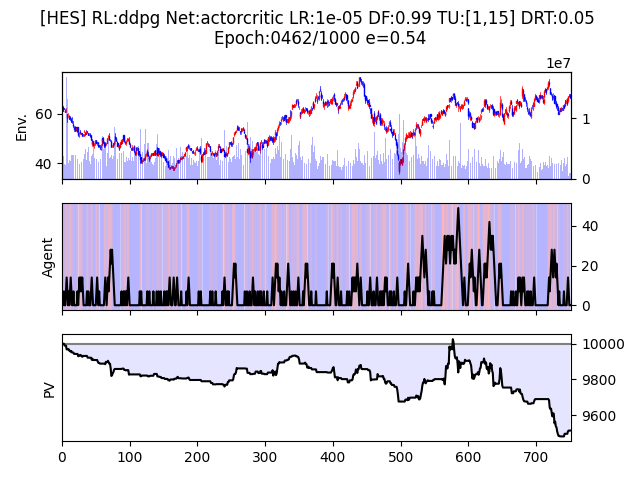 [HES] RL:ddpg Net:actorcritic LR:1e-05 DF:0.99 TU:[1,15] DRT:0.05
Epoch:0462/1000 e=0.54
1e7
Env.
60
40
1
0
Agent
40
20
0
PV
10000
9800
9600
0 100 200 300 400 500 600 700